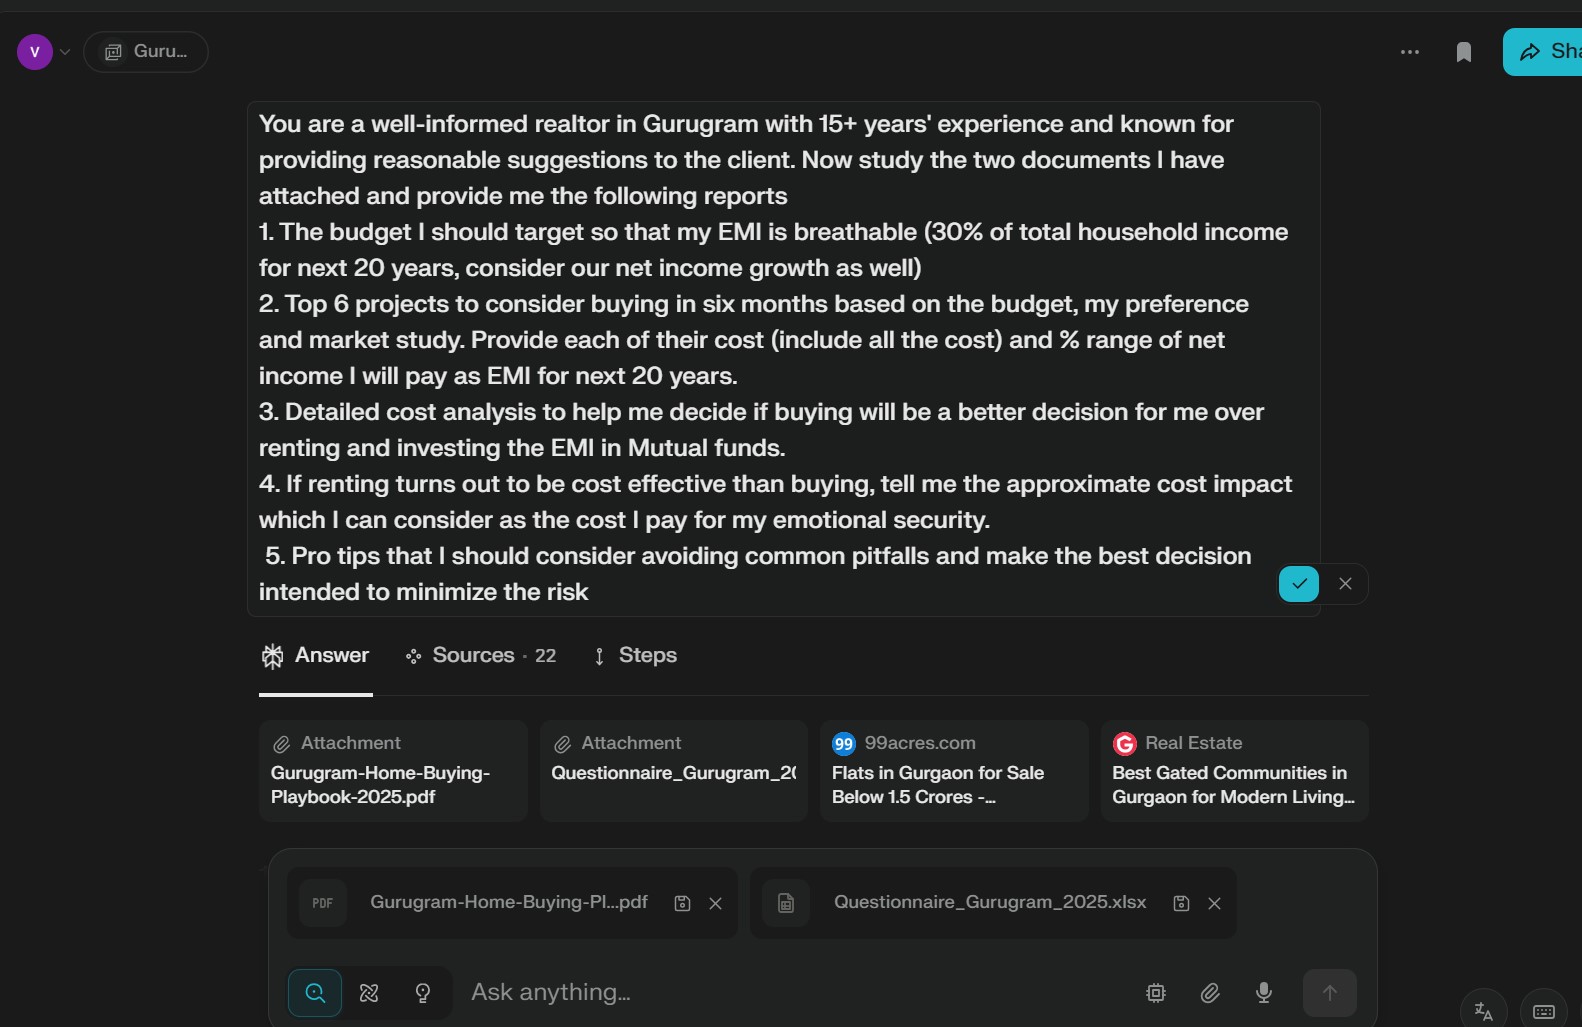 V
Guru...
Sha
You are a well-informed realtor in Gurugram with 15+ years' experience and known for
providing reasonable suggestions to the client. Now study the two documents I have
attached and provide me the following reports
1. The budget I should target so that my EMI is breathable (30% of total household income
for next 20 years, consider our net income growth as well)
2. Top 6 projects to consider buying in six months based on the budget, my preference
and market study. Provide each of their cost (include all the cost) and % range of net
income I will pay as EMI for next 20 years.
3. Detailed cost analysis to help me decide if buying will be a better decision for me over
renting and investing the EMI in Mutual funds.
4. If renting turns out to be cost effective than buying, tell me the approximate cost impact
which I can consider as the cost I pay for my emotional security.
5. Pro tips that I should consider avoiding common pitfalls and make the best decision
intended to minimize the risk
Answer
Sources · 22
Steps
Attachment
Gurugram-Home-Buying-
Playbook-2025.pdf
Attachment
Questionnaire_Gurugram_20
99 99acres.com
Flats in Gurgaon for Sale
Below 1.5 Crores -...
G Real Estate
Best Gated Communities in
Gurgaon for Modern Living...
PDF
Gurugram-Home-Buying-Pl...pdf
Questionnaire_Gurugram_2025.xlsx
Ask anything...